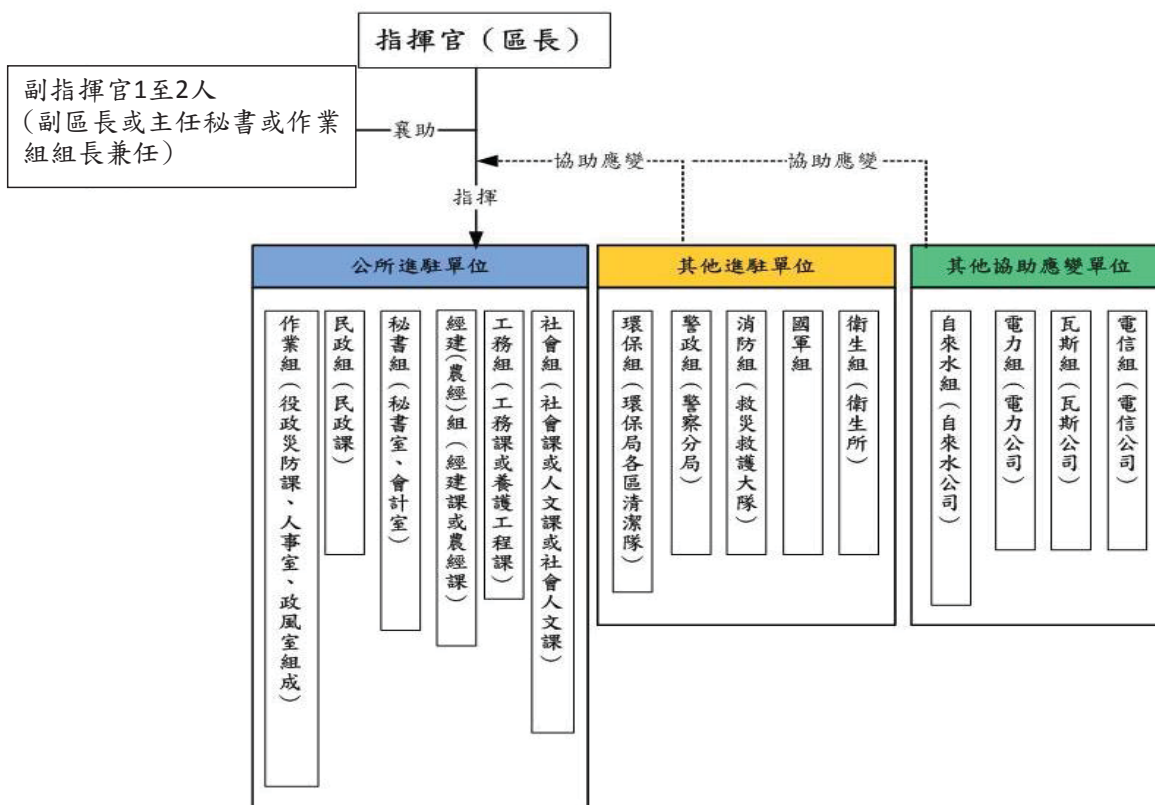 指揮官（區長）
副指揮官1至2人
（副區長或主任秘書或作業
組組長兼任）
襄助
協助應變
協助應變
指揮
公所進駐單位
其他進駐單位
其他協助應變單位
作業組（役政災防課、人事室、政風室組成）
民政組（民政課）
秘書組（秘書室、會計室）
經建（農經）組（經建課或農經課）
工務組（工務課或養護工程課）
社會組（社會課或人文課或社會人文課）
環保組（環保局各區清潔隊）
警政組（警察分局）
消防組（救災救護大隊）
國軍組
衛生組（衛生所）
自來水組（自來水公司）
電力組（電力公司）
瓦斯組（瓦斯公司）
電信組（電信公司）